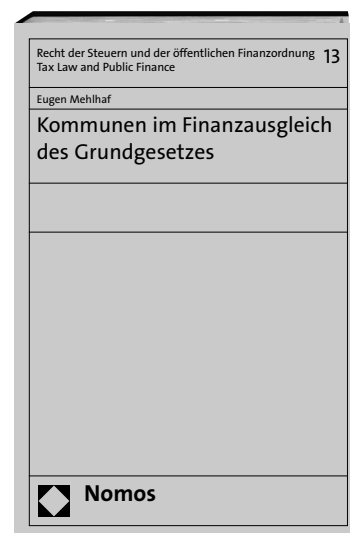 Recht der Steuern und der öffentlichen Finanzordnung 13
Tax Law and Public Finance
Eugen Mehlhaf
Kommunen im Finanzausgleich
des Grundgesetzes
Nomos